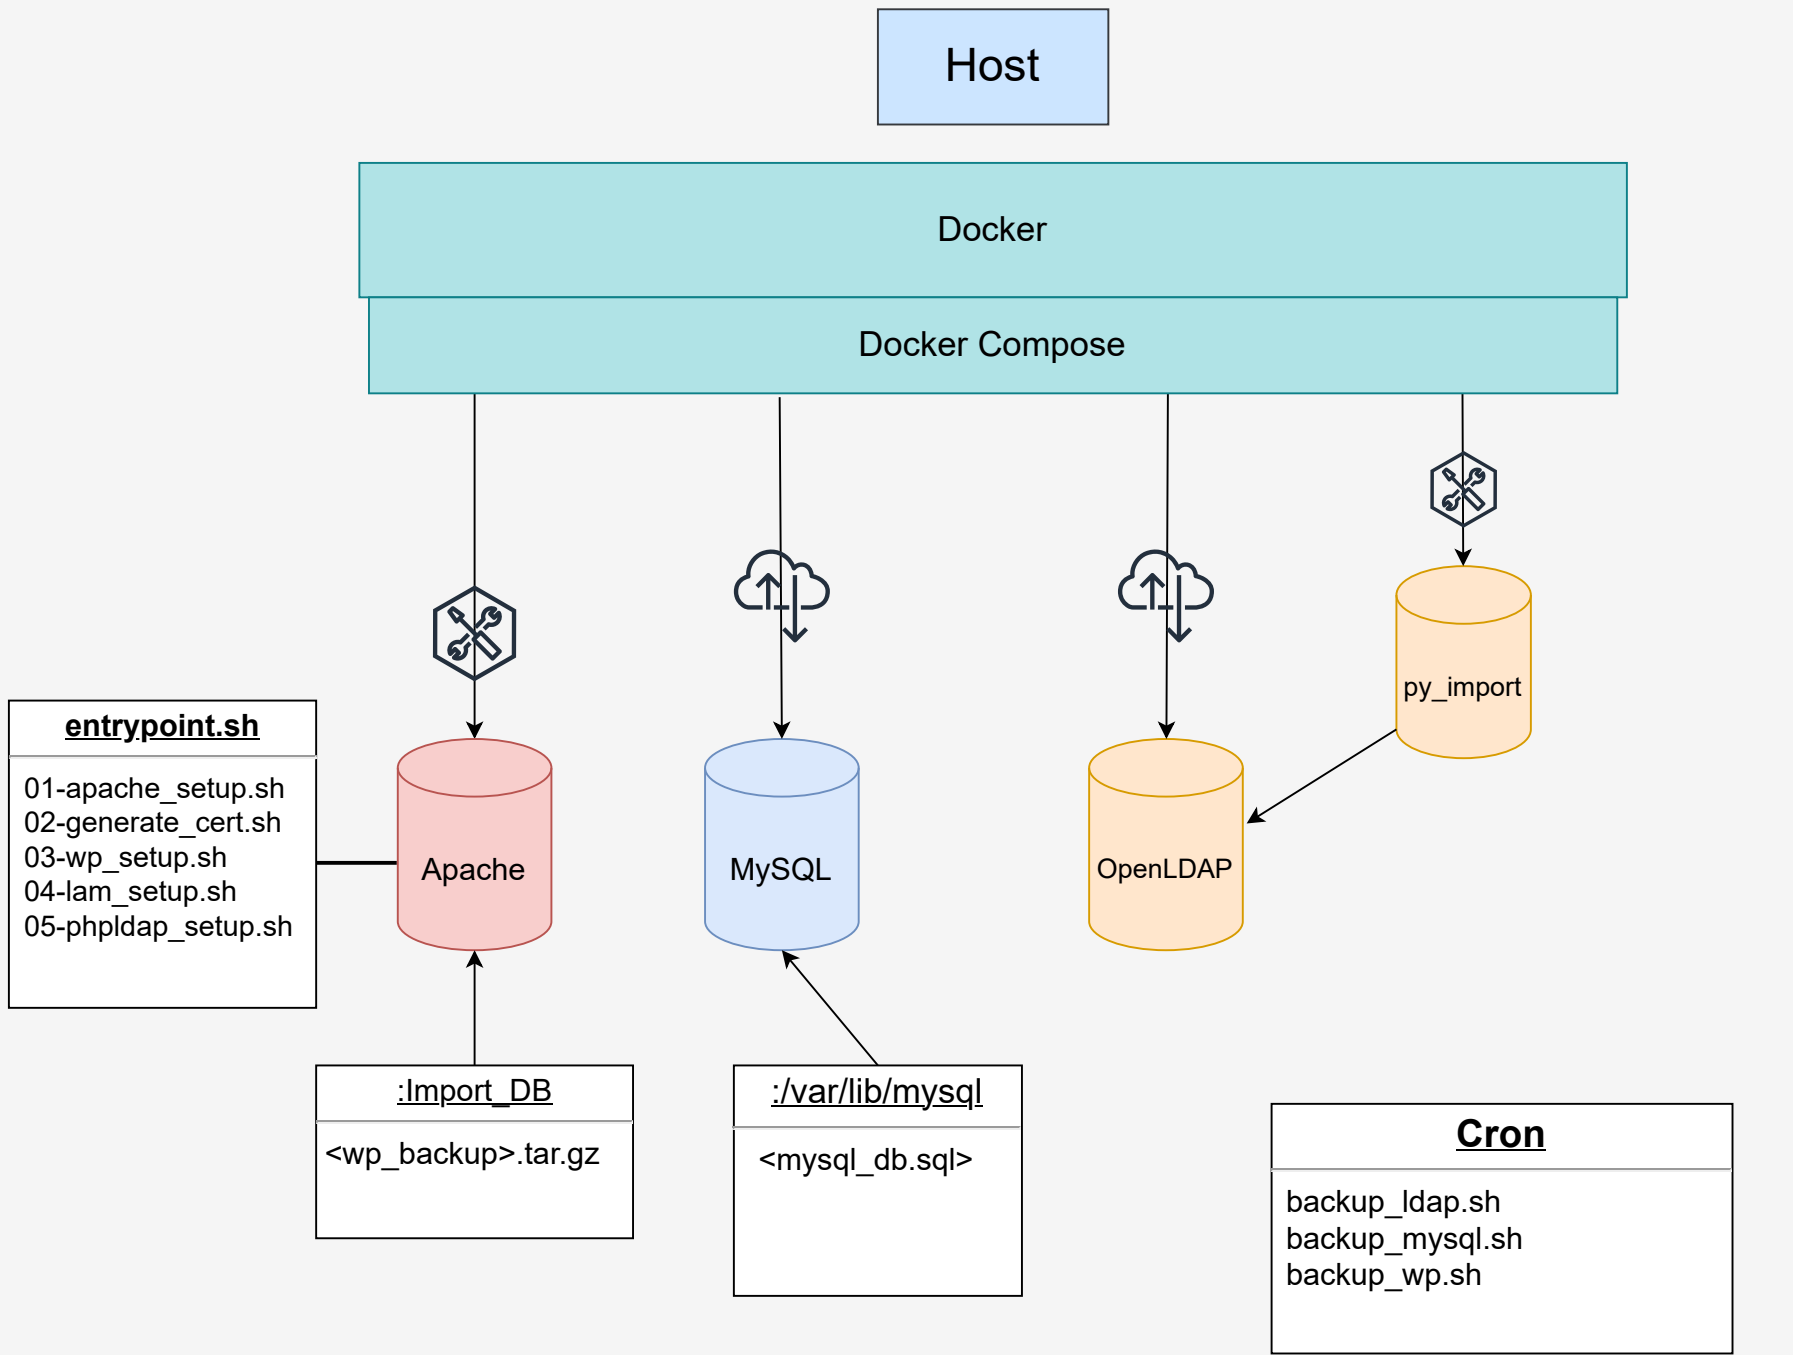 Host
Docker
Docker Compose
py_import
entrypoint.sh
01-apache_setup.sh
02-generate_cert.sh
03-wp_setup.sh
04-lam_setup.sh
05-phpldap_setup.sh
Apache
MySQL
OpenLDAP
:Import_DB
<wp_backup>.tar.gz
:/var/lib/mysql
<mysql_db.sql>
Cron
backup_ldap.sh
backup_mysql.sh
backup_wp.sh